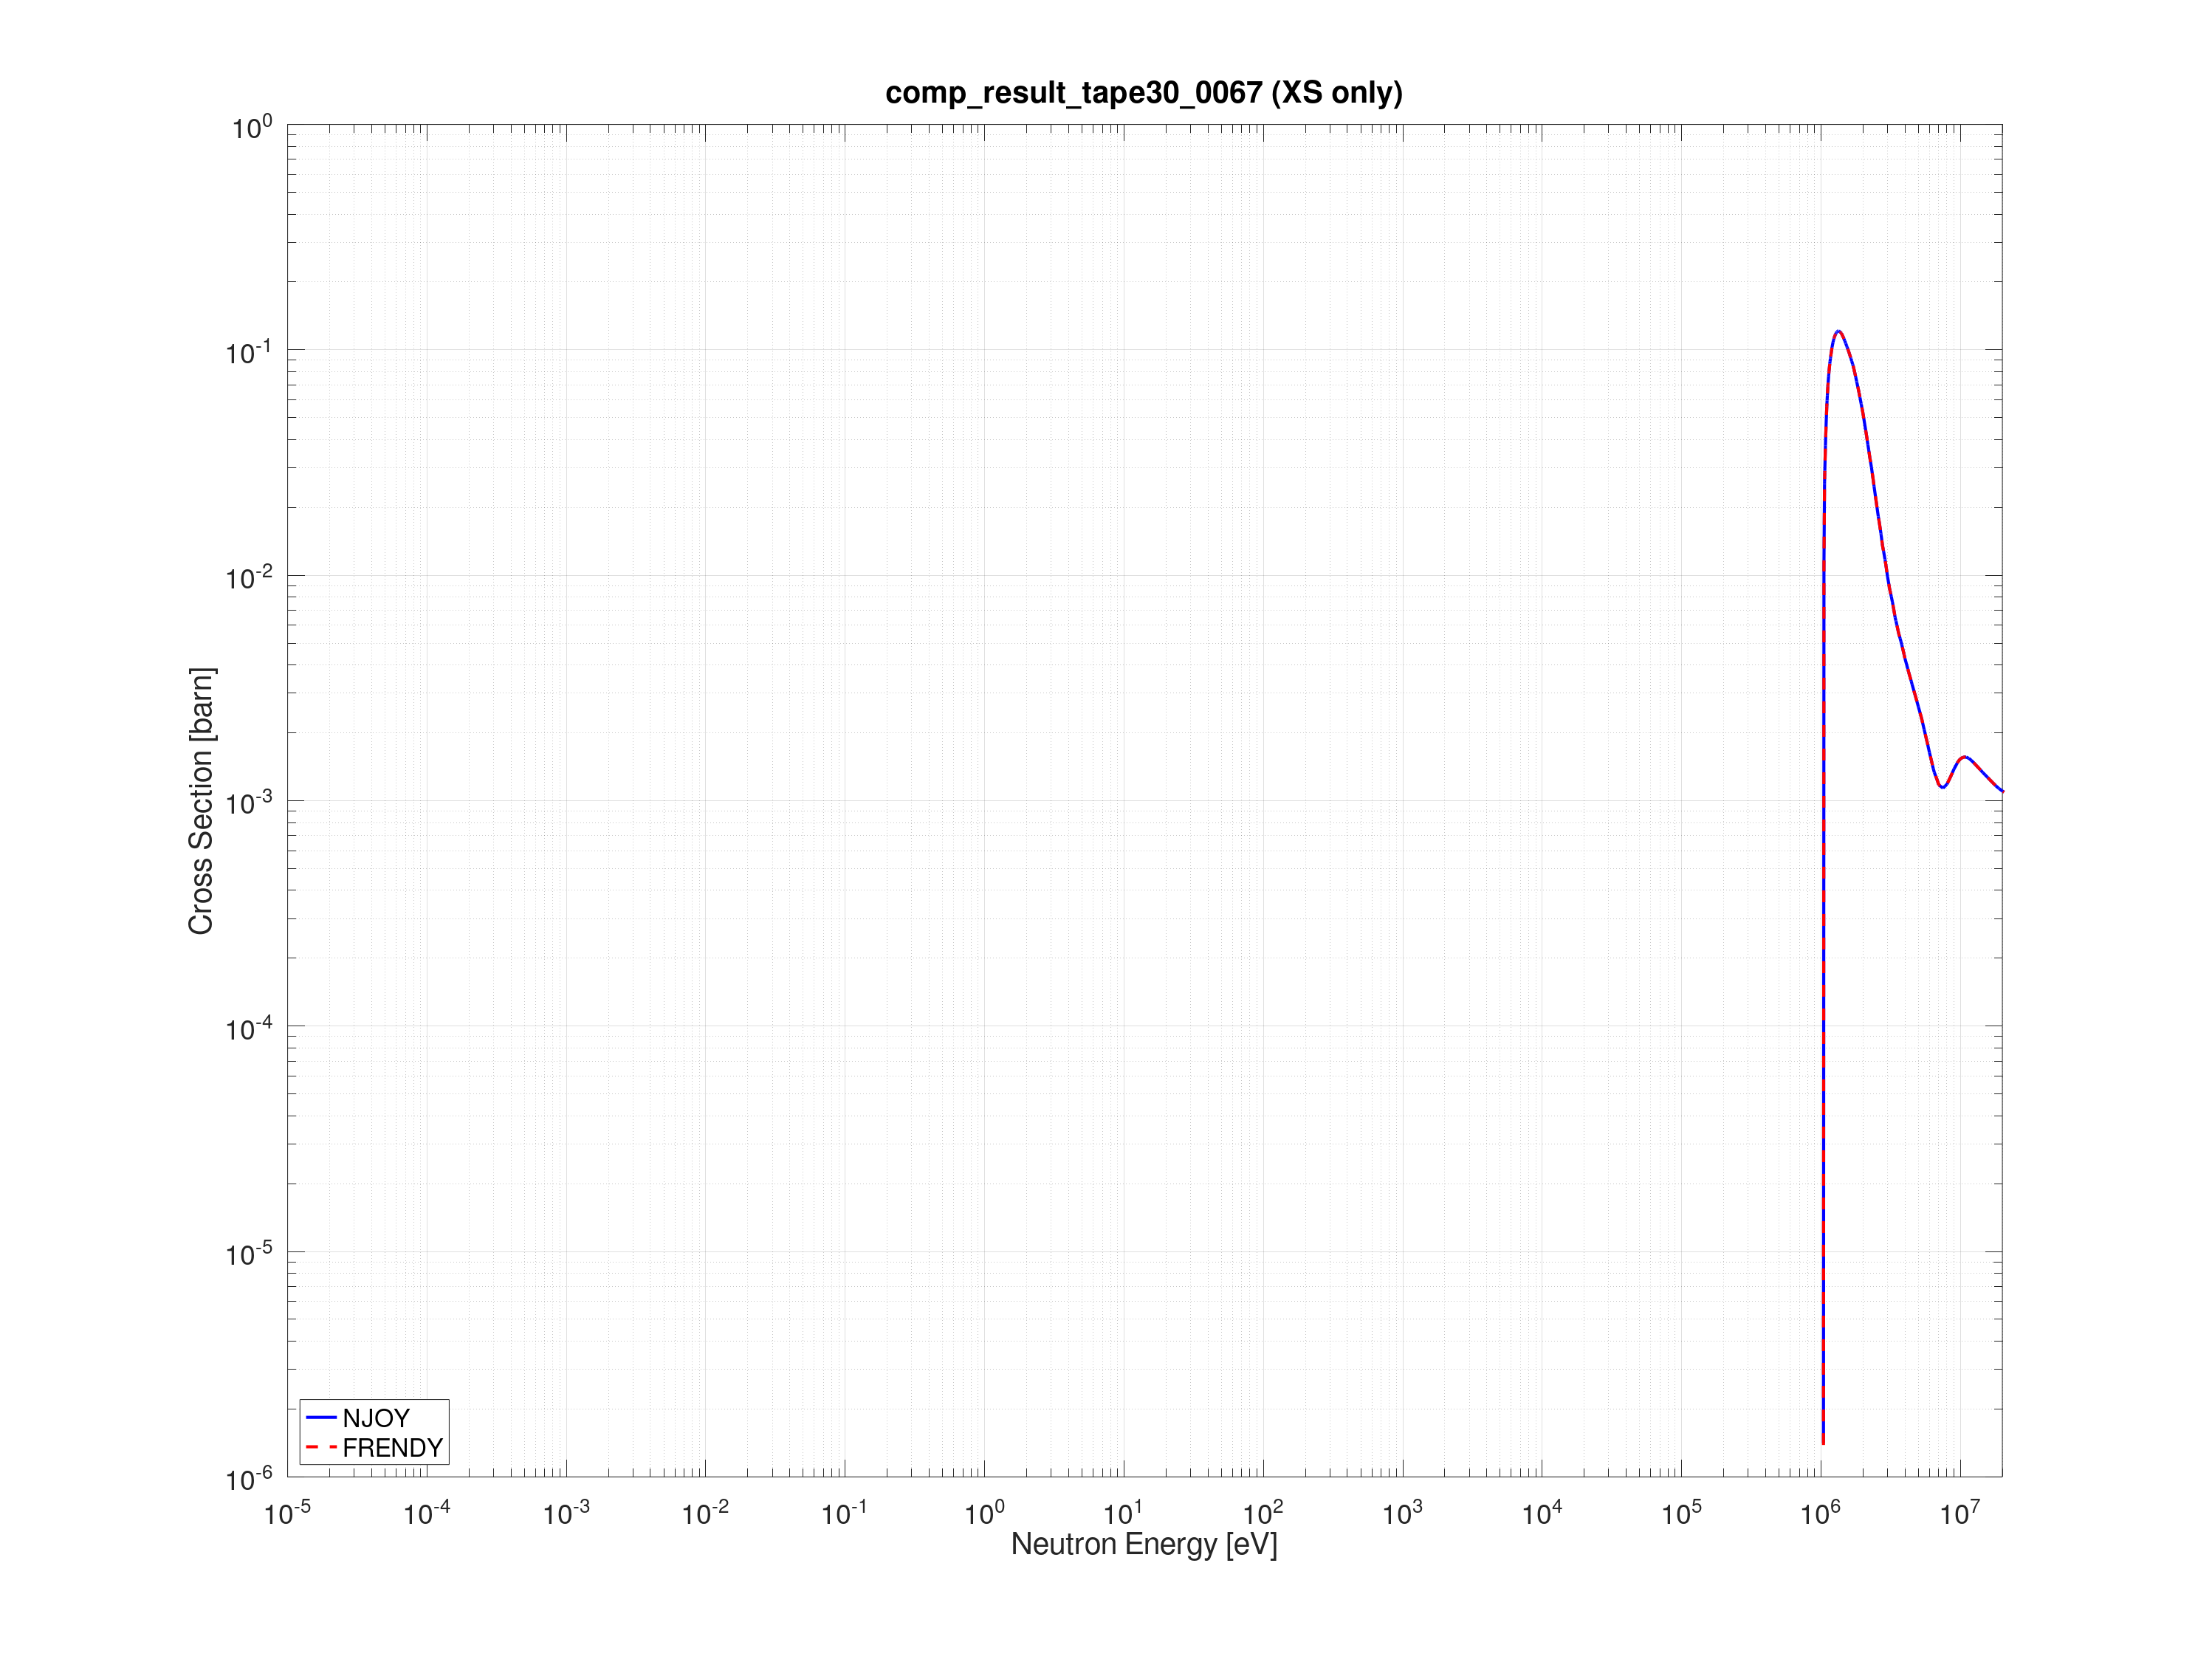 comp_result_tape30_0067 (XS only)
10^0
10^-1
10^-2
10^-3
10^-4
10^-5
10^-6
Cross Section [barn]
NJOY
FRENDY
10^-5 10^-4 10^-3 10^-2 10^-1 10^0 10^1 10^2 10^3 10^4 10^5 10^6 10^7
Neutron Energy [eV]